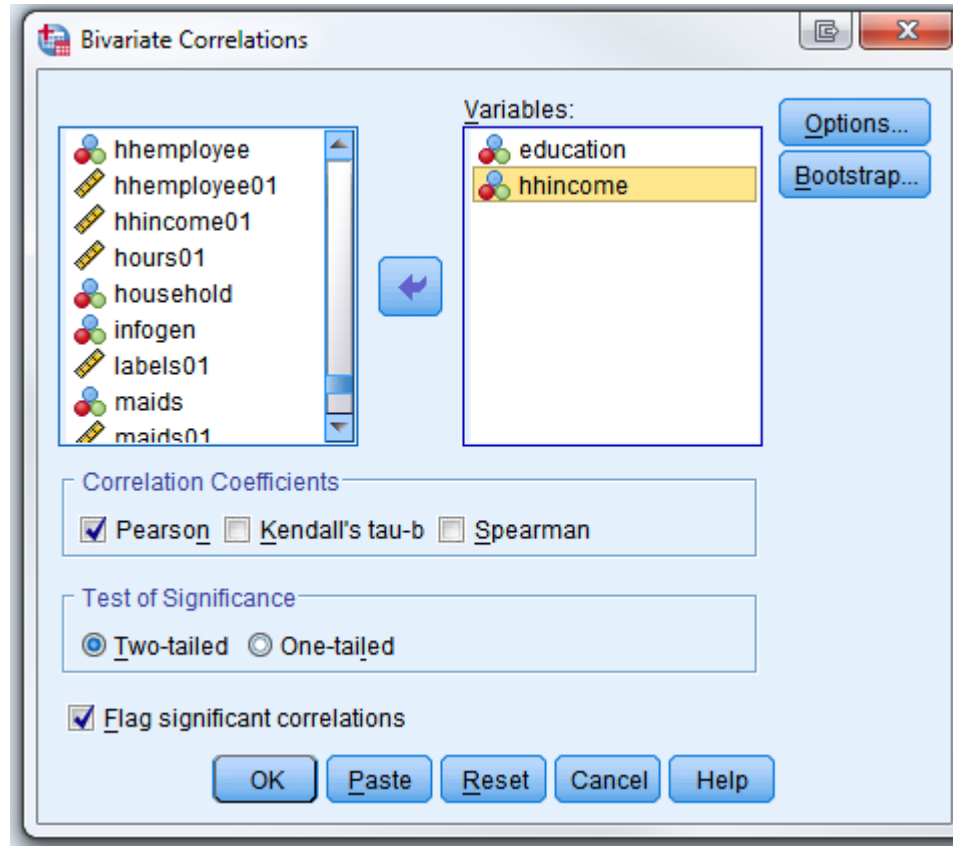 Bivariate Correlations
Variables:
hhemployee
hhemployee01
hhincome01
hours01
household
infogen
labels01
maids
maids01
education
hhincome
Options...
Bootstrap...
Correlation Coefficients
Pearson Kendall's tau-b Spearman
Test of Significance
Two-tailed One-tailed
Flag significant correlations
OK Paste Reset Cancel Help